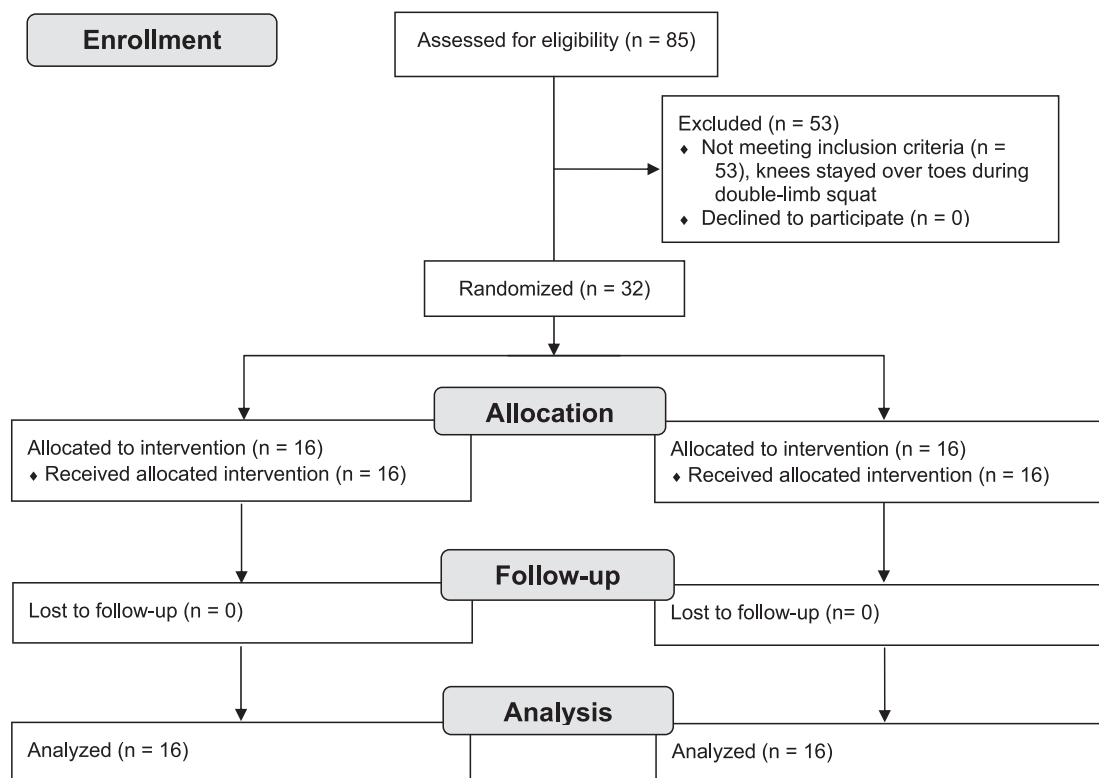 Enrollment
Assessed for eligibility (n = 85)
Excluded (n = 53)
♦ Not meeting inclusion criteria (n =
53), knees stayed over toes during
double-limb squat
♦ Declined to participate (n = 0)
Randomized (n = 32)
Allocation
Allocated to intervention (n = 16)
♦ Received allocated intervention (n = 16)
Allocated to intervention (n = 16)
♦ Received allocated intervention (n = 16)
Follow-up
Lost to follow-up (n = 0)
Lost to follow-up (n= 0)
Analysis
Analyzed (n = 16)
Analyzed (n = 16)